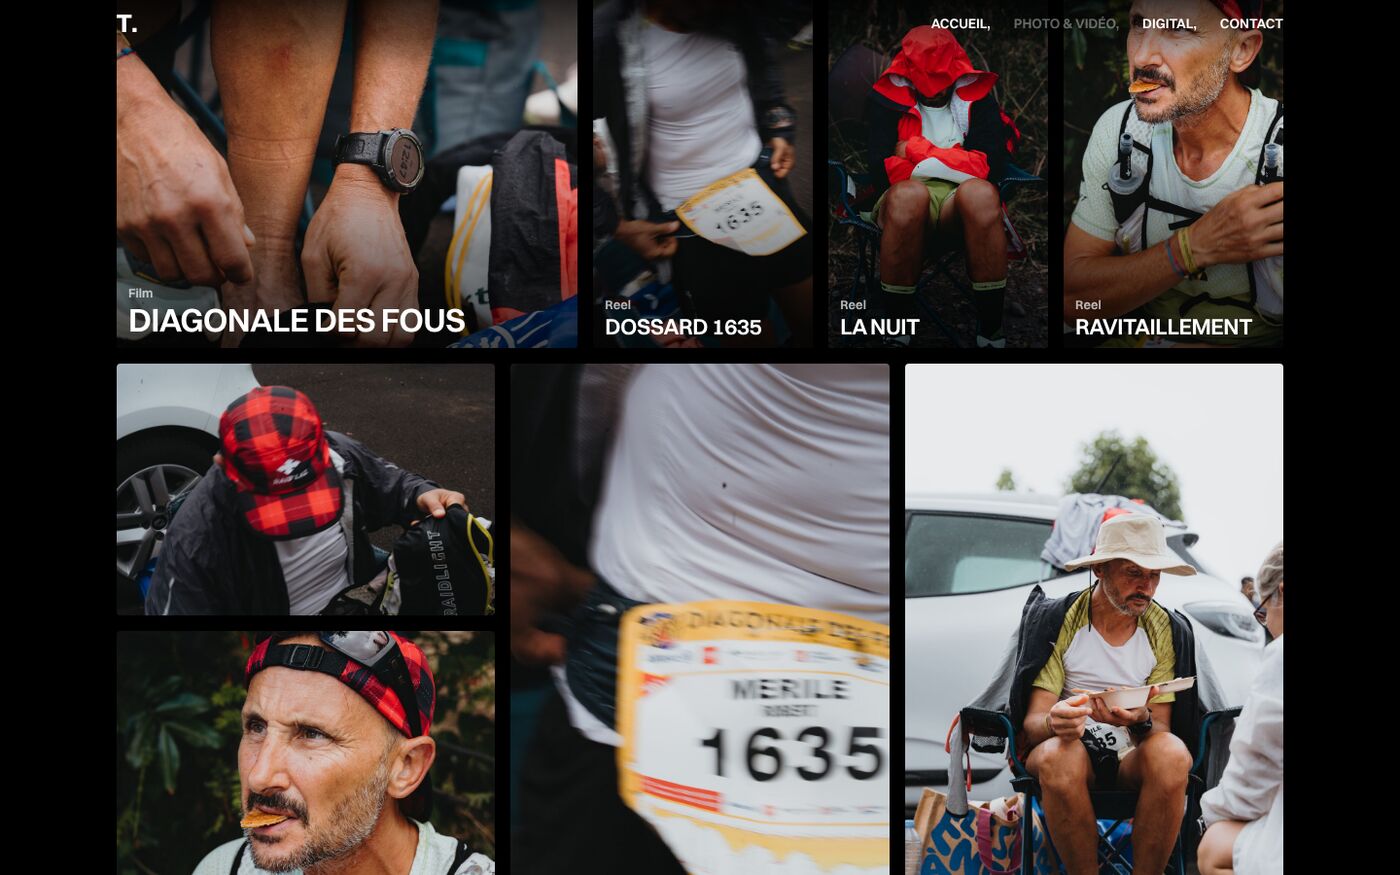 T.
ACCUEIL, PHOTO & VIDÉO, DIGITAL, CONTACT
Film
DIAGONALE DES FOUS
Reel
DOSSARD 1635
Reel
LA NUIT
Reel
RAVITAILLEMENT
1635
RAIDLIGHT
DIAGONALE DES
MERILE
1635